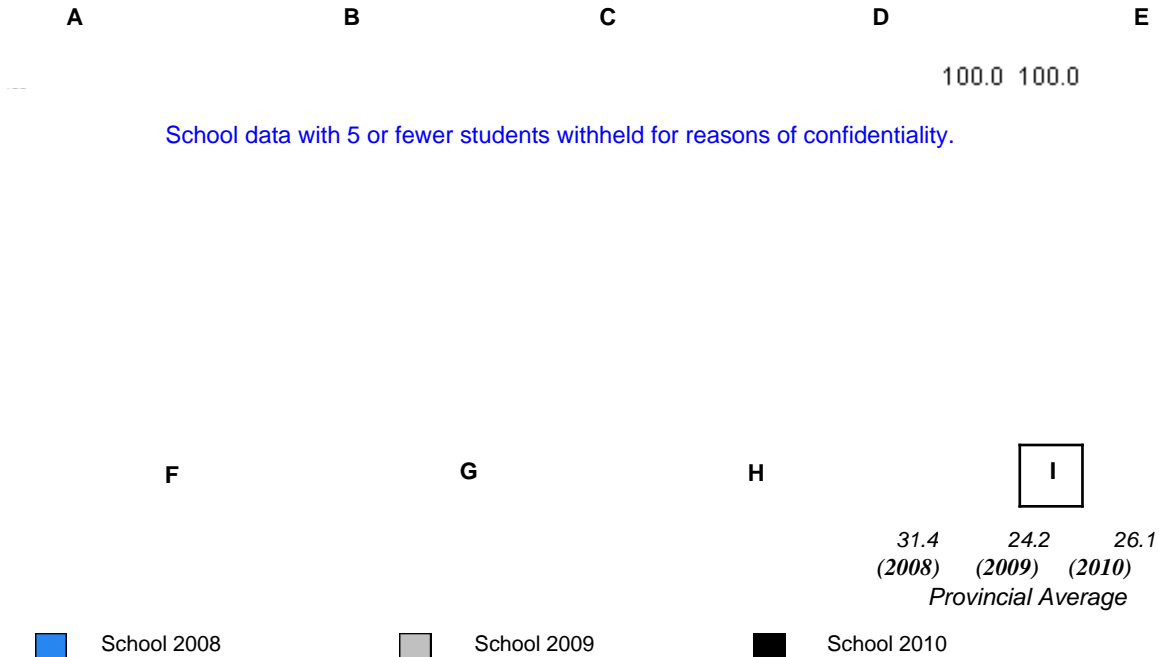 A B C D E
100.0 100.0
School data with 5 or fewer students withheld for reasons of confidentiality.
F G H I
31.4 24.2 26.1
(2008) (2009) (2010)
Provincial Average
School 2008 School 2009 School 2010